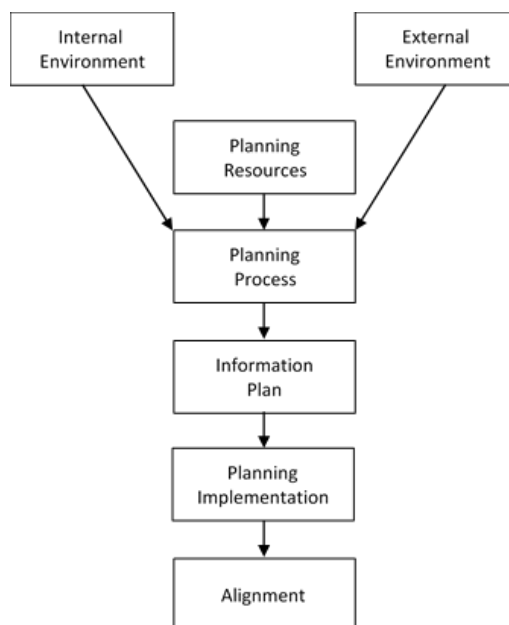 Internal
Environment
External
Environment
Planning
Resources
Planning
Process
Information
Plan
Planning
Implementation
Alignment